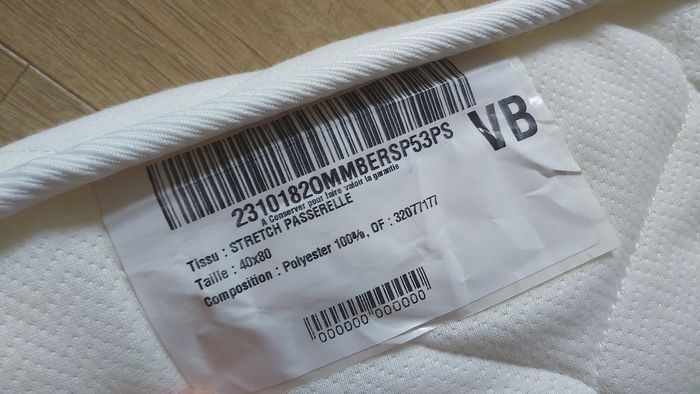 VB
2310182OMMBERSP53PS
A Conserver pour faire valoir la garantie
Tissu : STRETCH PASSERELLE
Taille : 40x80
Composition : Polyester 100%, OF : 32077177
000000 000000